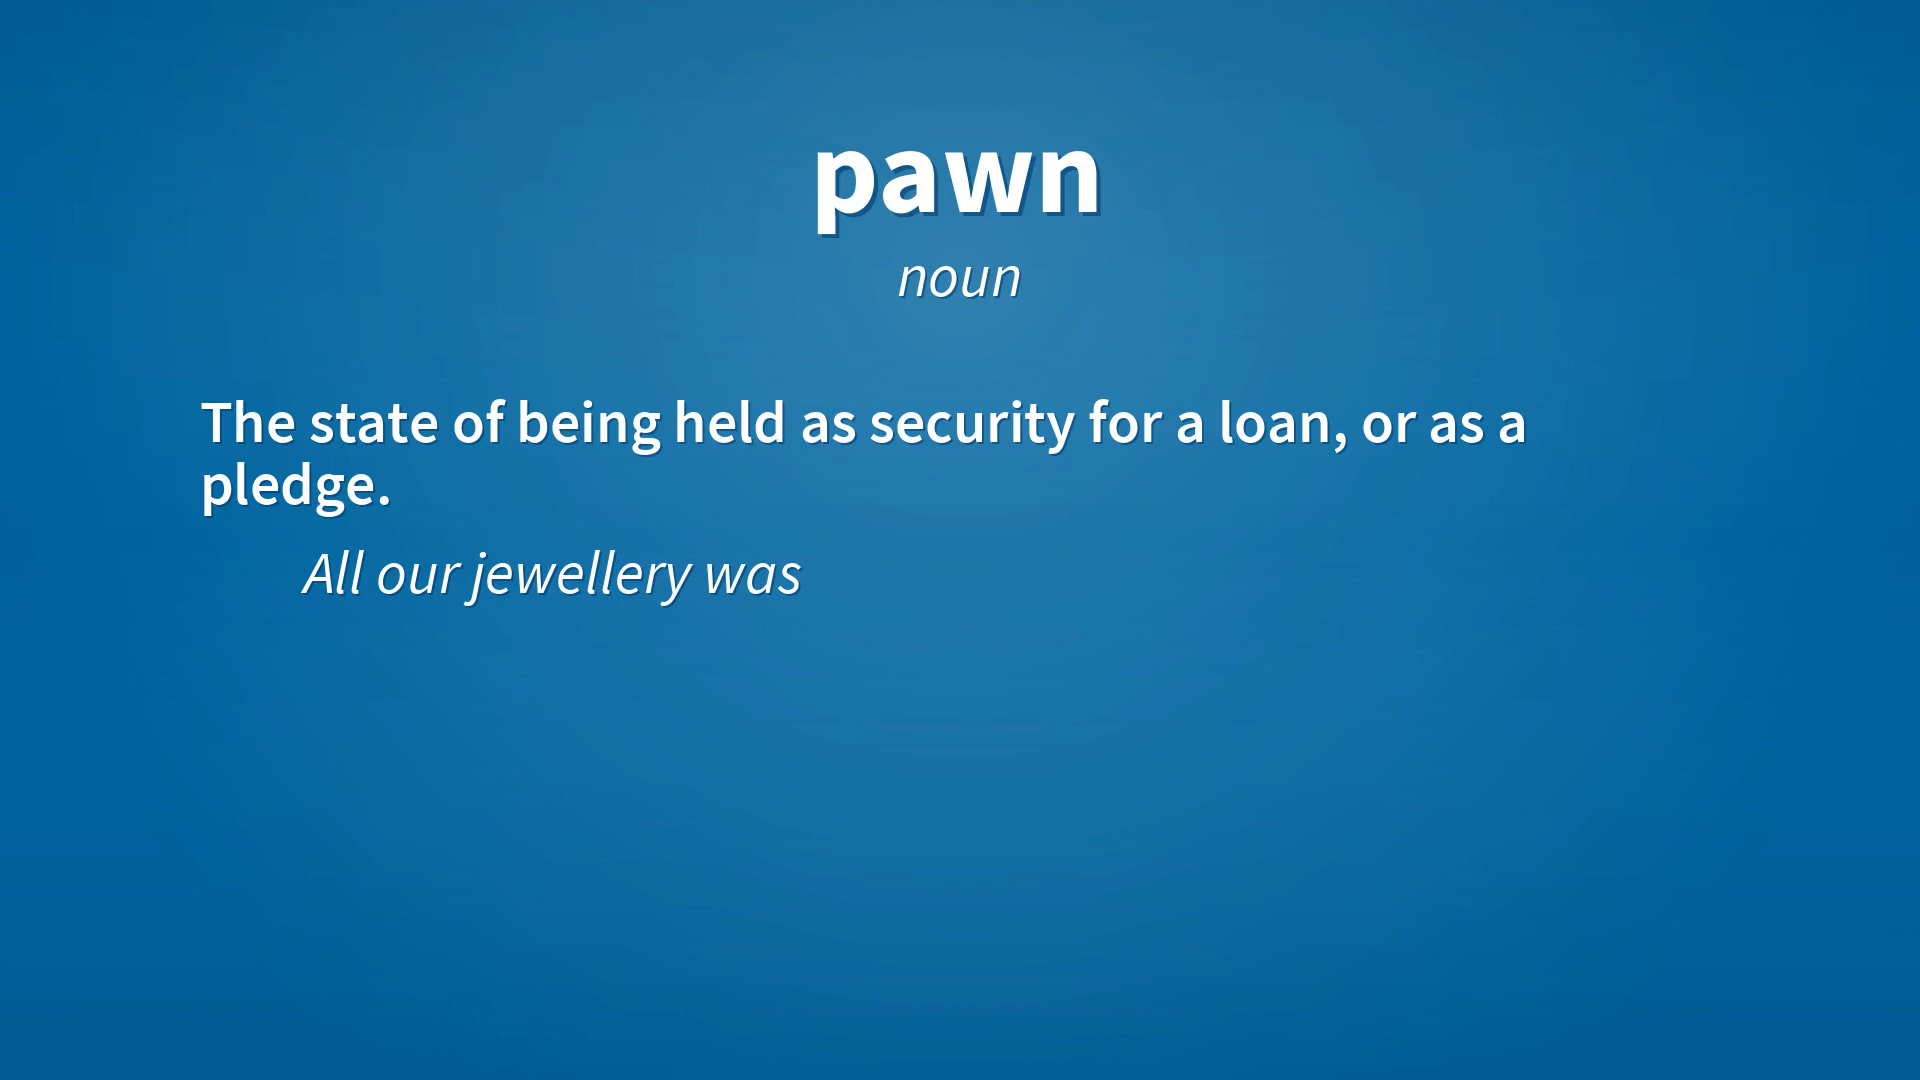 pawn
noun
The state of being held as security for a loan, or as a
pledge.
All our jewellery was